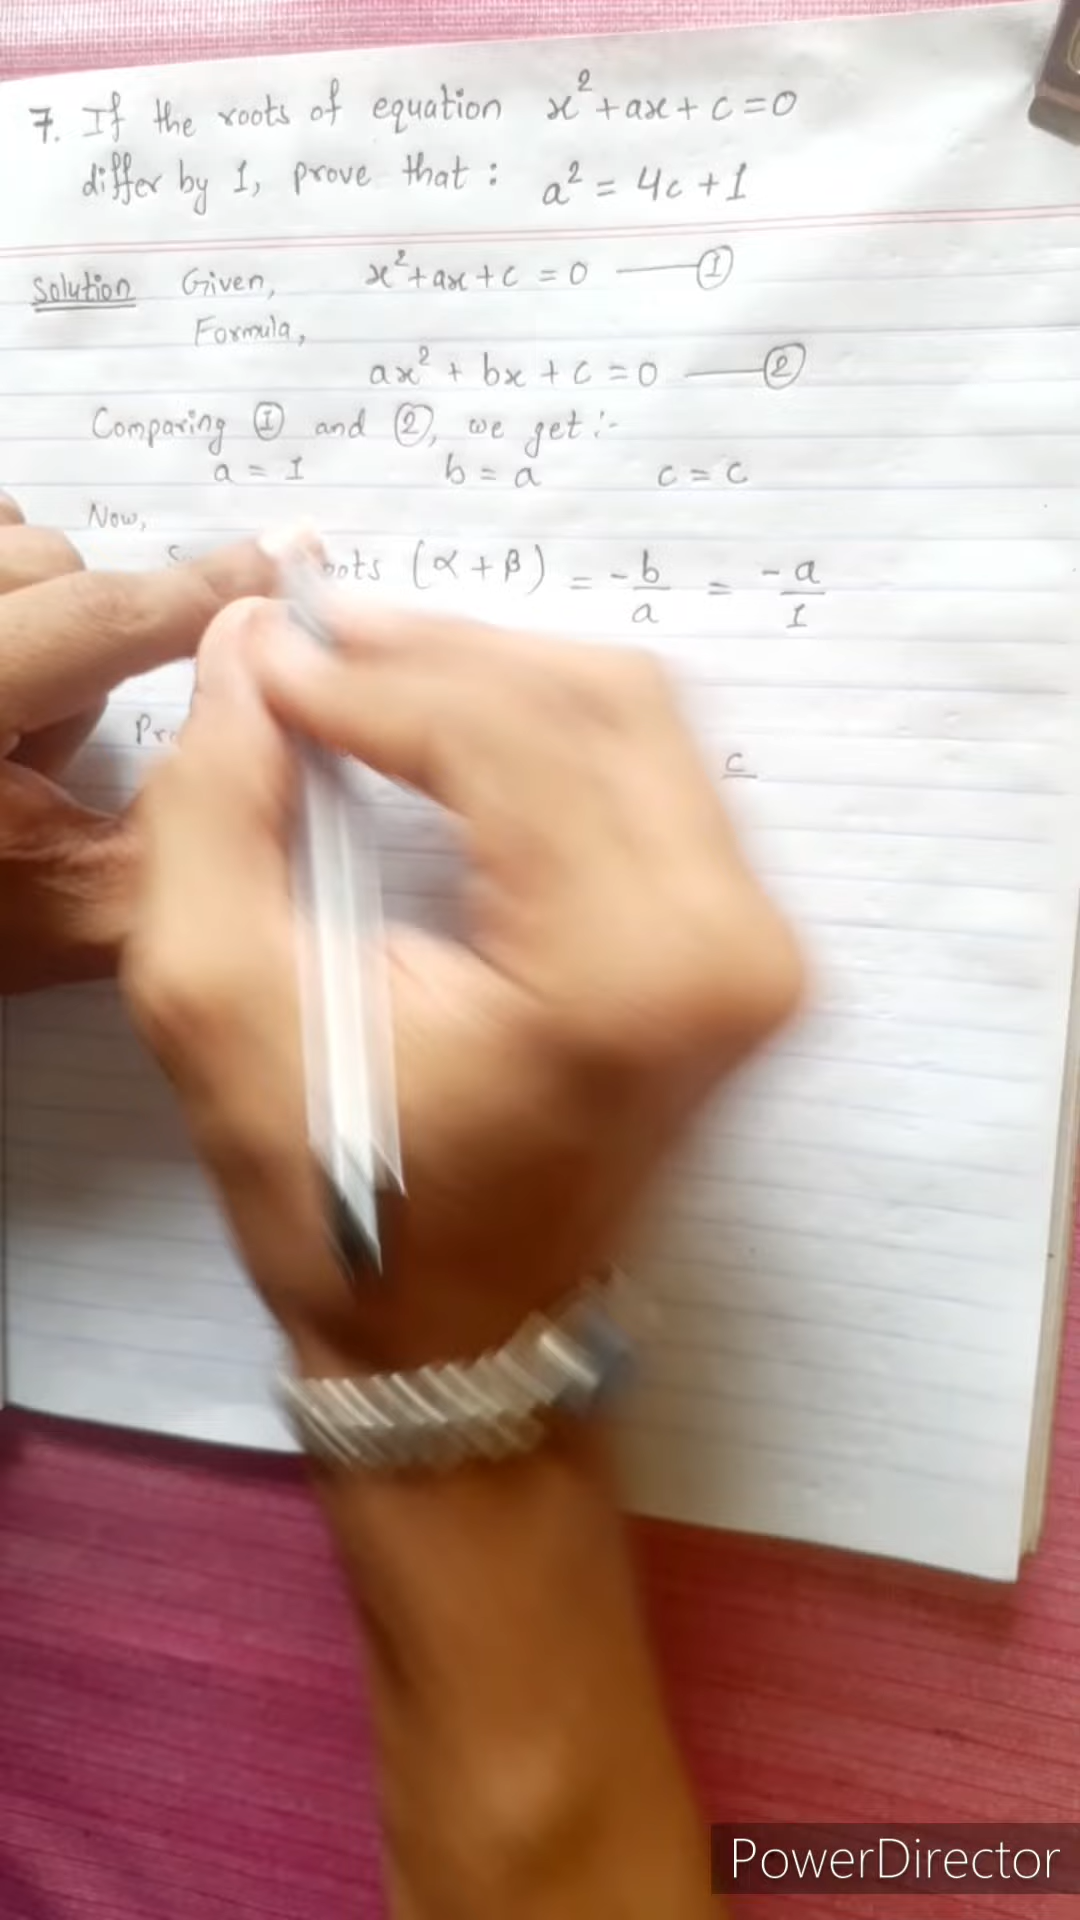 7. If the roots of equation x² + ax + c = 0
differ by 1, prove that : a² = 4c + 1
Solution Given, x² + ax + c = 0 —— ①
Formula,
ax² + bx + c = 0 —— ②
Comparing ① and ②, we get :-
a = 1 b = a c = c
Now,
(α + β) = -b/a = -a/1
c
PowerDirector